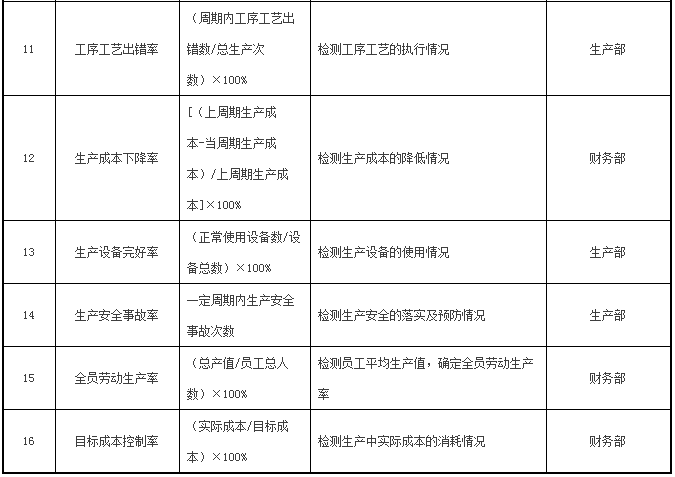 11
工序工艺出错率
（周期内工序工艺出
错数/总生产次
数）×100%
检测工序工艺的执行情况
生产部
12
生产成本下降率
[（上周期生产成
本-当周期生产成
本）/上周期生产成
本]×100%
检测生产成本的降低情况
财务部
13
生产设备完好率
（正常使用设备数/设
备总数）×100%
检测生产设备的使用情况
生产部
14
生产安全事故率
一定周期内生产安全
事故次数
检测生产安全的落实及预防情况
生产部
15
全员劳动生产率
（总产值/员工总人
数）×100%
检测员工平均生产值，确定全员劳动生产
率
财务部
16
目标成本控制率
（实际成本/目标成
本）×100%
检测生产中实际成本的消耗情况
财务部